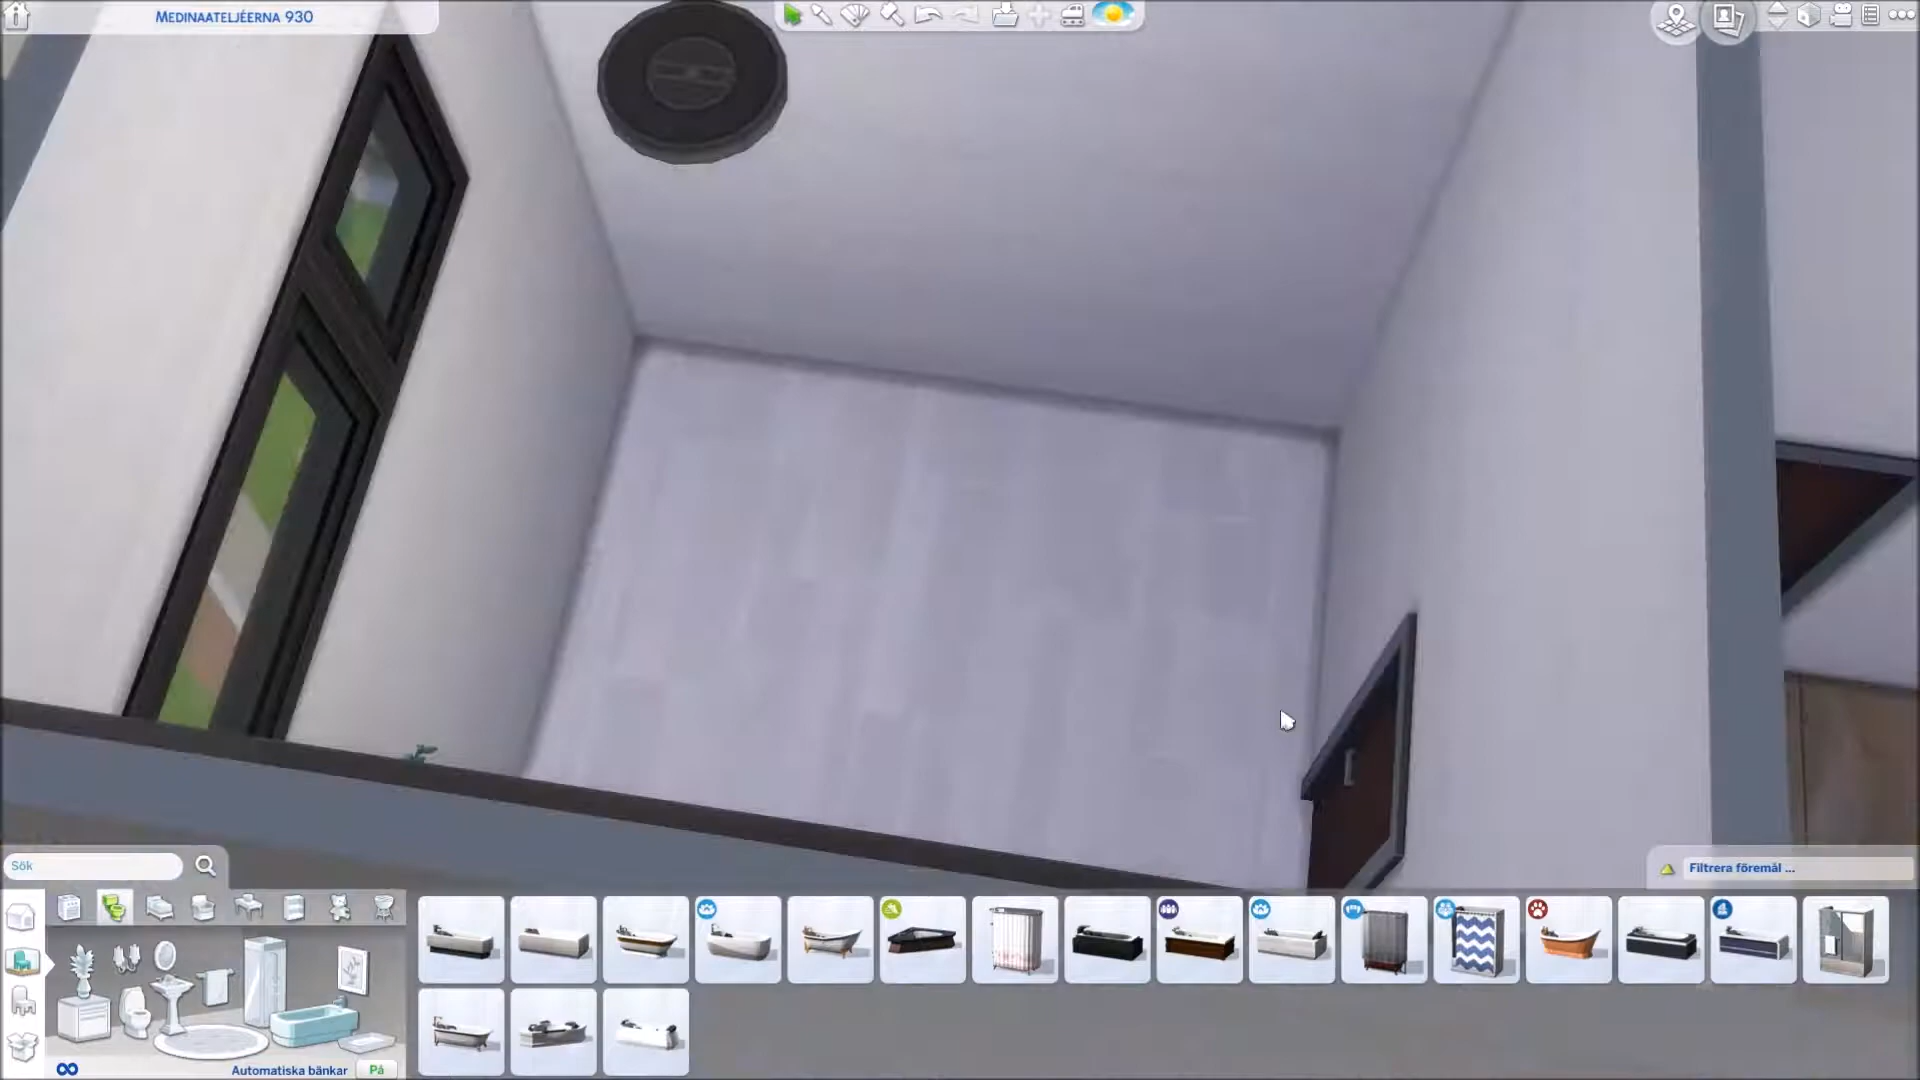 MEDINAATELJÉERNA 930
Sök
Filtrera föremål ...
Automatiska bänkar
På